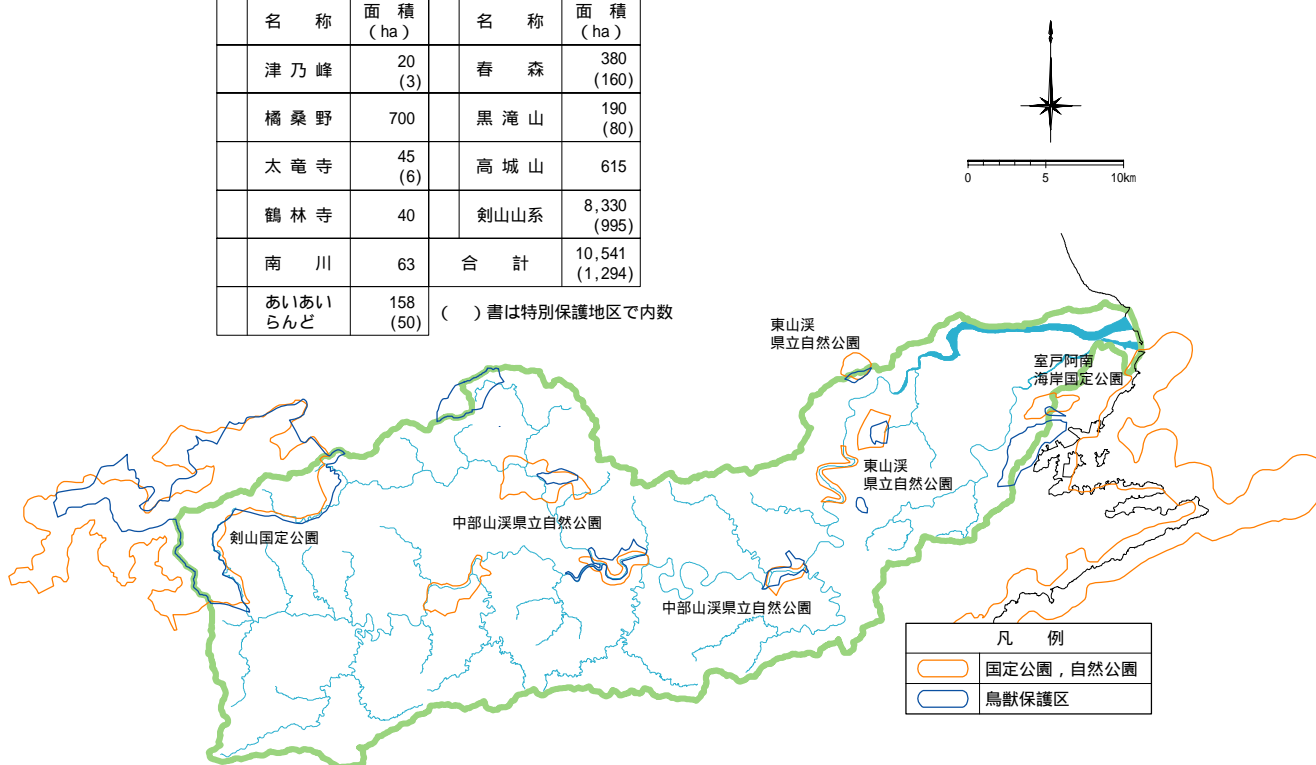 名 称 面 積 (ha) 名 称 面 積 (ha)
津乃峰 20 (3) 春 森 380 (160)
橘桑野 700 黒滝山 190 (80)
太竜寺 45 (6) 高城山 615
鶴林寺 40 剣山山系 8,330 (995)
南 川 63 合 計 10,541 (1,294)
あいあい
らんど 158 (50)
( )書は特別保護地区で内数
0 5 10km
東山渓
県立自然公園
室戸阿南
海岸国定公園
東山渓
県立自然公園
中部山渓県立自然公園
剣山国定公園
中部山渓県立自然公園
凡 例
国定公園，自然公園
鳥獣保護区